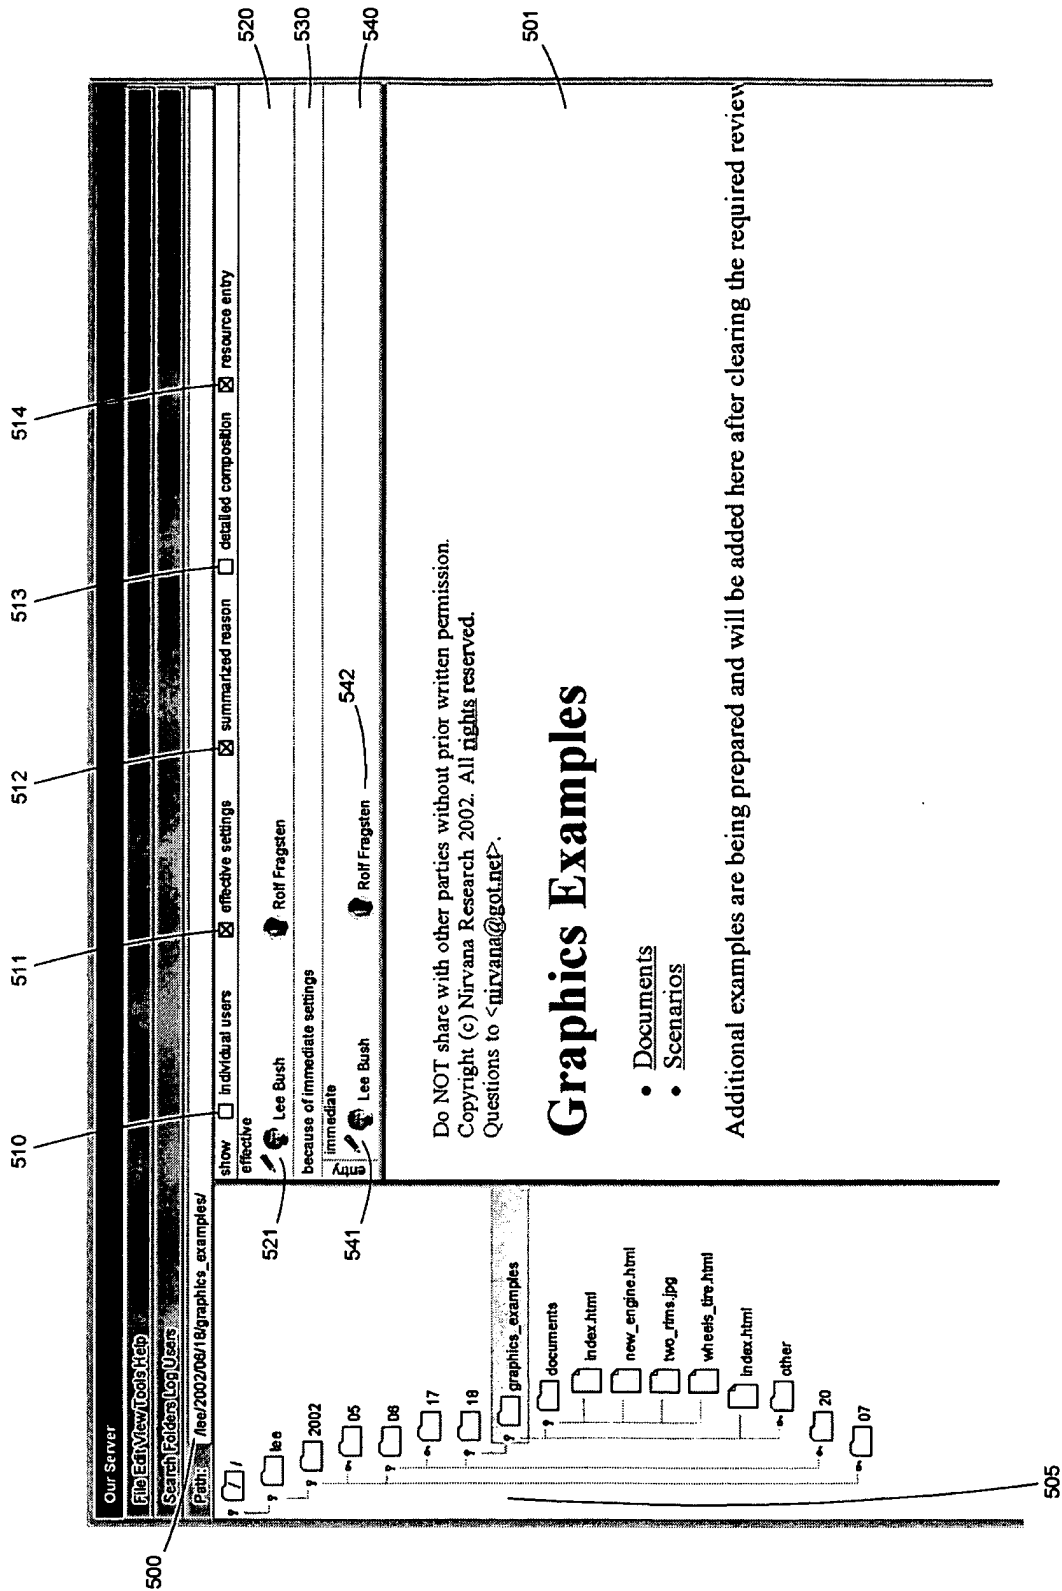 Our Server
File Edit View Tools Help
Search Folders Log Users
Path: /lee/2002/06/18/graphics_examples/
500
show
individual users
effective settings
summarized reason
detailed composition
resource entry
510
511
512
513
514
effective
Lee Bush
Rolf Fragsten
520
521
because of immediate settings
530
entry
immediate
Lee Bush
Rolf Fragsten
540
541
542
/
lee
2002
05
06
17
18
graphics_examples
documents
index.html
new_engine.html
two_rims.jpg
wheels_tire.html
index.html
other
20
07
505
501
Do NOT share with other parties without prior written permission.
Copyright (c) Nirvana Research 2002. All rights reserved.
Questions to <nirvana@got.net>.
Graphics Examples
• Documents
• Scenarios
Additional examples are being prepared and will be added here after clearing the required review